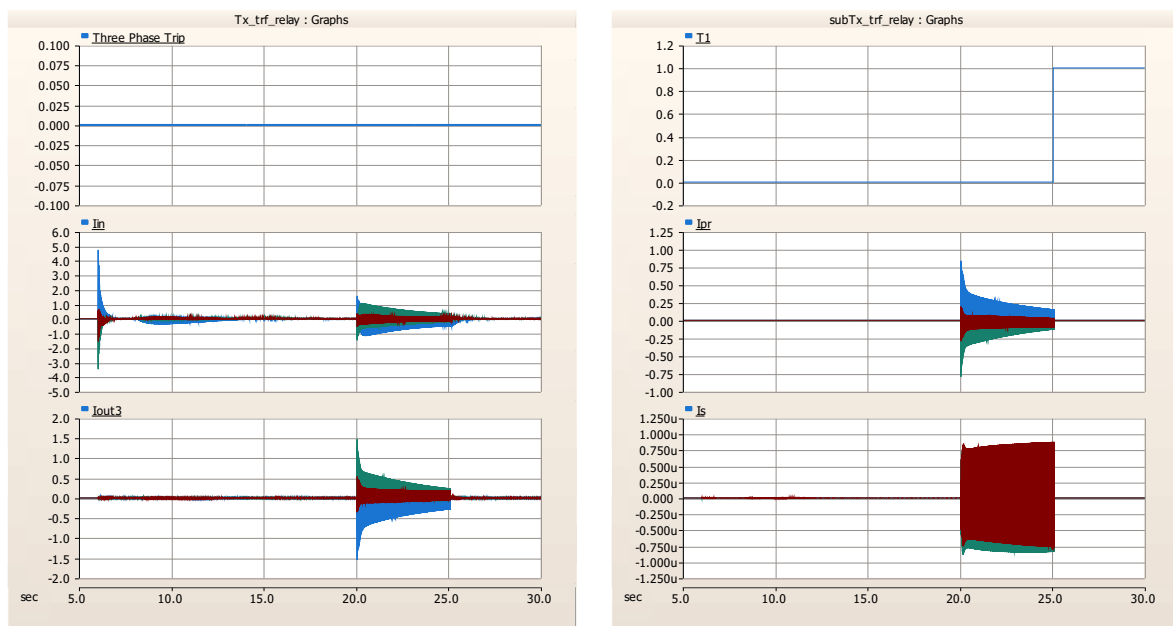 Tx_trf_relay : Graphs
Three Phase Trip
0.100
0.075
0.050
0.025
0.000
-0.025
-0.050
-0.075
-0.100
Iin
6.0
5.0
4.0
3.0
2.0
1.0
0.0
-1.0
-2.0
-3.0
-4.0
-5.0
Iout3
2.0
1.5
1.0
0.5
0.0
-0.5
-1.0
-1.5
-2.0
sec 5.0 10.0 15.0 20.0 25.0 30.0
subTx_trf_relay : Graphs
T1
1.2
1.0
0.8
0.6
0.4
0.2
0.0
-0.2
Ipr
1.25
1.00
0.75
0.50
0.25
0.00
-0.25
-0.50
-0.75
-1.00
Is
1.250u
1.000u
0.750u
0.500u
0.250u
0.000
-0.250u
-0.500u
-0.750u
-1.000u
-1.250u
sec 5.0 10.0 15.0 20.0 25.0 30.0